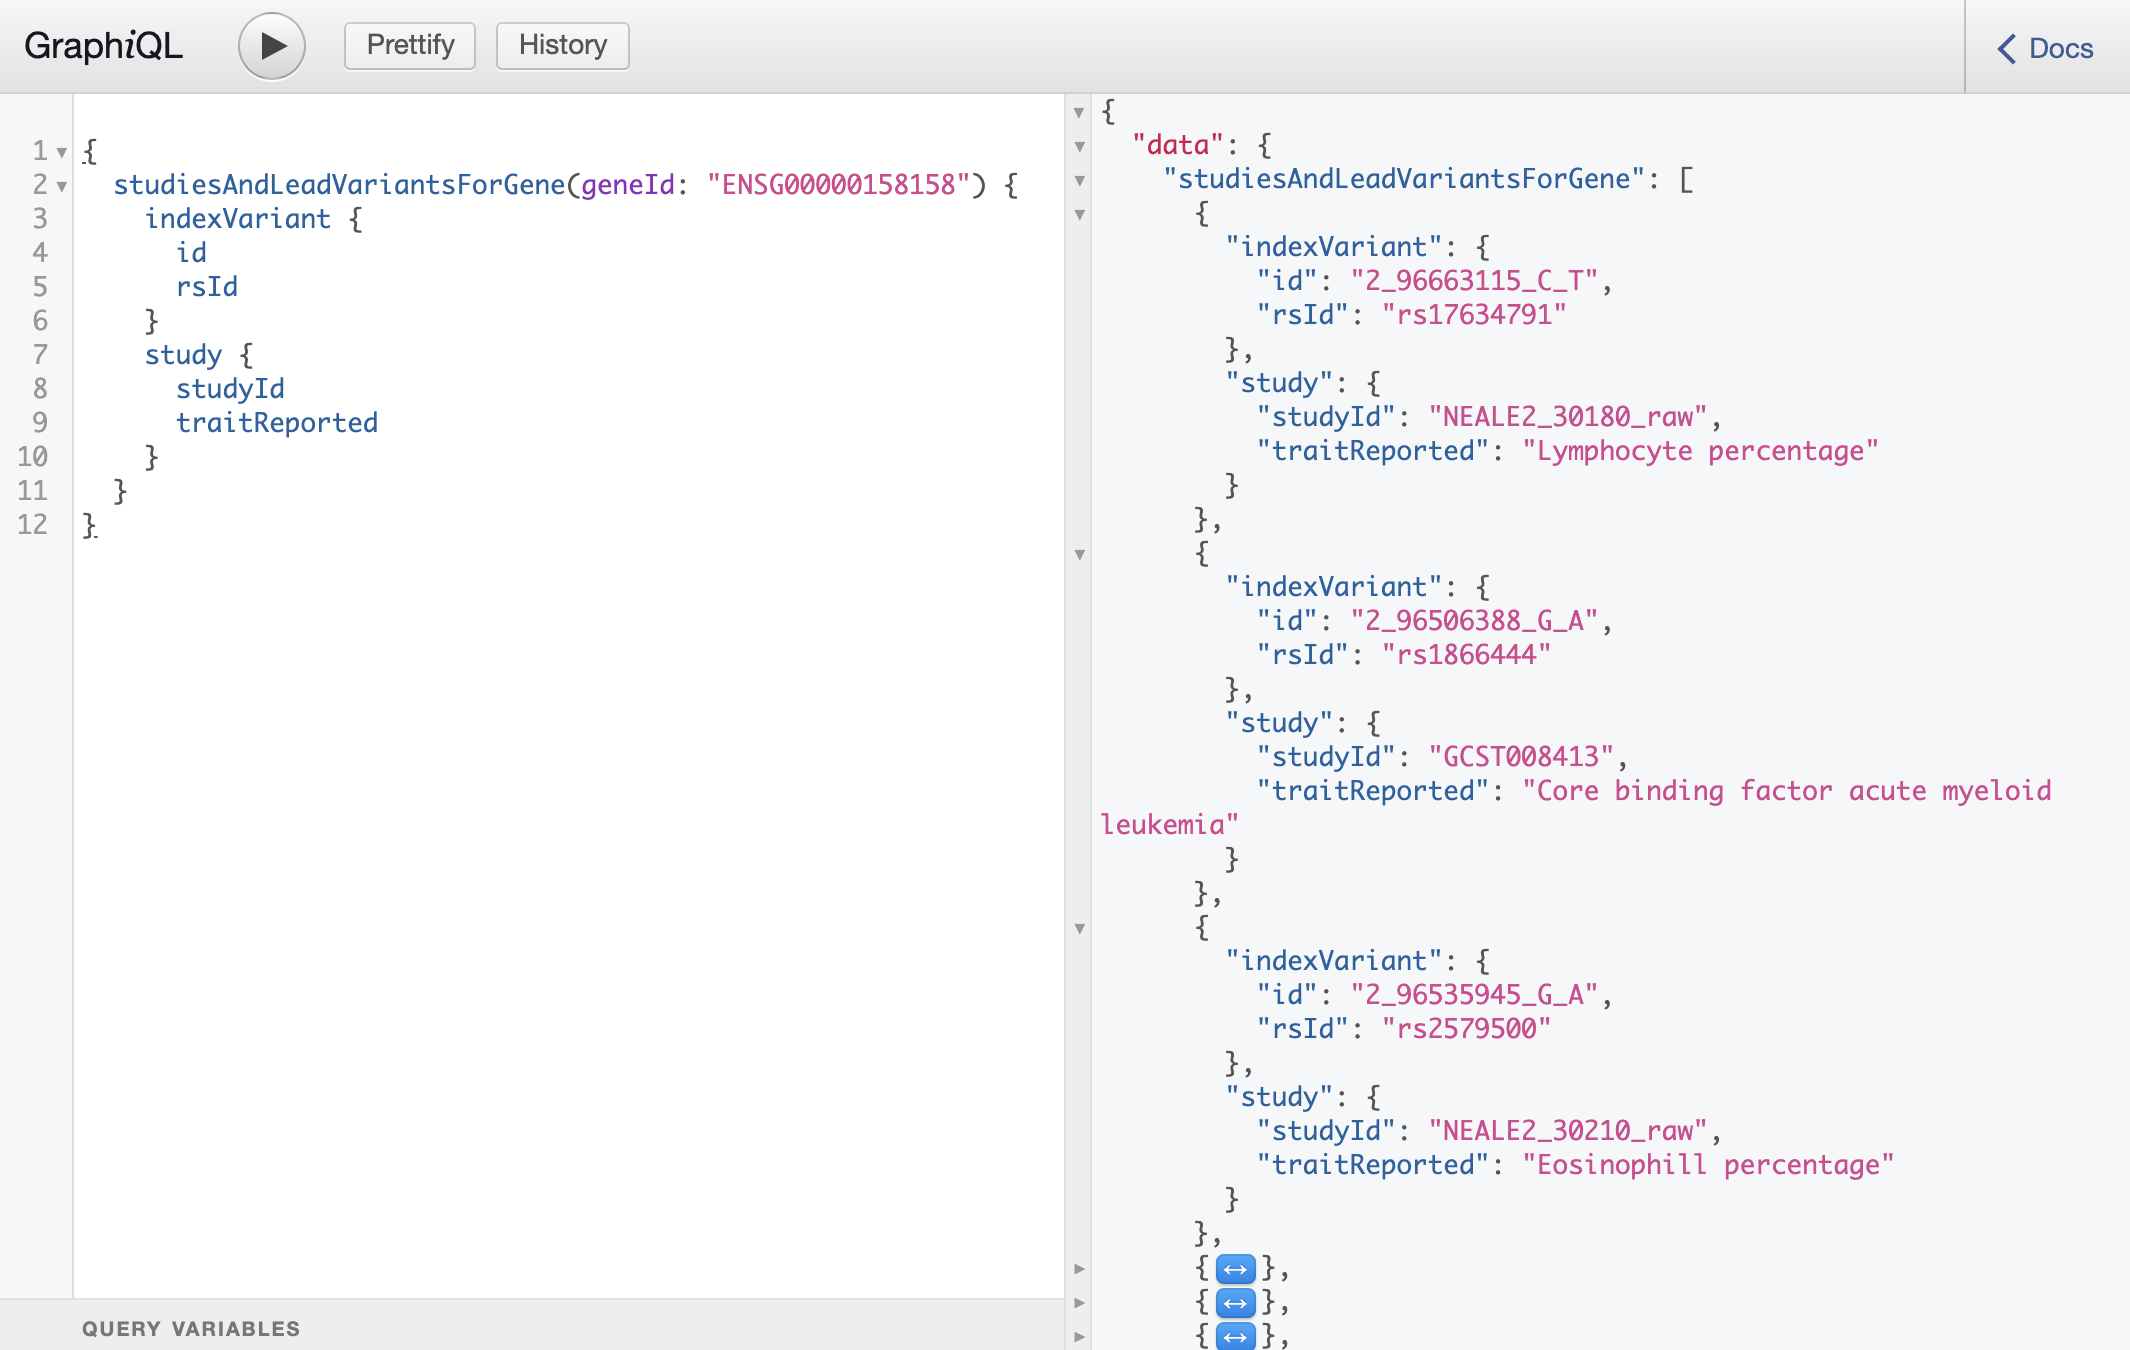 GraphiQL
Prettify
History
Docs
1 {
2   studiesAndLeadVariantsForGene(geneId: "ENSG00000158158") {
3     indexVariant {
4       id
5       rsId
6     }
7     study {
8       studyId
9       traitReported
10     }
11   }
12 }
QUERY VARIABLES
{
  "data": {
    "studiesAndLeadVariantsForGene": [
      {
        "indexVariant": {
          "id": "2_96663115_C_T",
          "rsId": "rs17634791"
        },
        "study": {
          "studyId": "NEALE2_30180_raw",
          "traitReported": "Lymphocyte percentage"
        }
      },
      {
        "indexVariant": {
          "id": "2_96506388_G_A",
          "rsId": "rs1866444"
        },
        "study": {
          "studyId": "GCST008413",
          "traitReported": "Core binding factor acute myeloid
leukemia"
        }
      },
      {
        "indexVariant": {
          "id": "2_96535945_G_A",
          "rsId": "rs2579500"
        },
        "study": {
          "studyId": "NEALE2_30210_raw",
          "traitReported": "Eosinophill percentage"
        }
      },
      {↔},
      {↔},
      {↔},